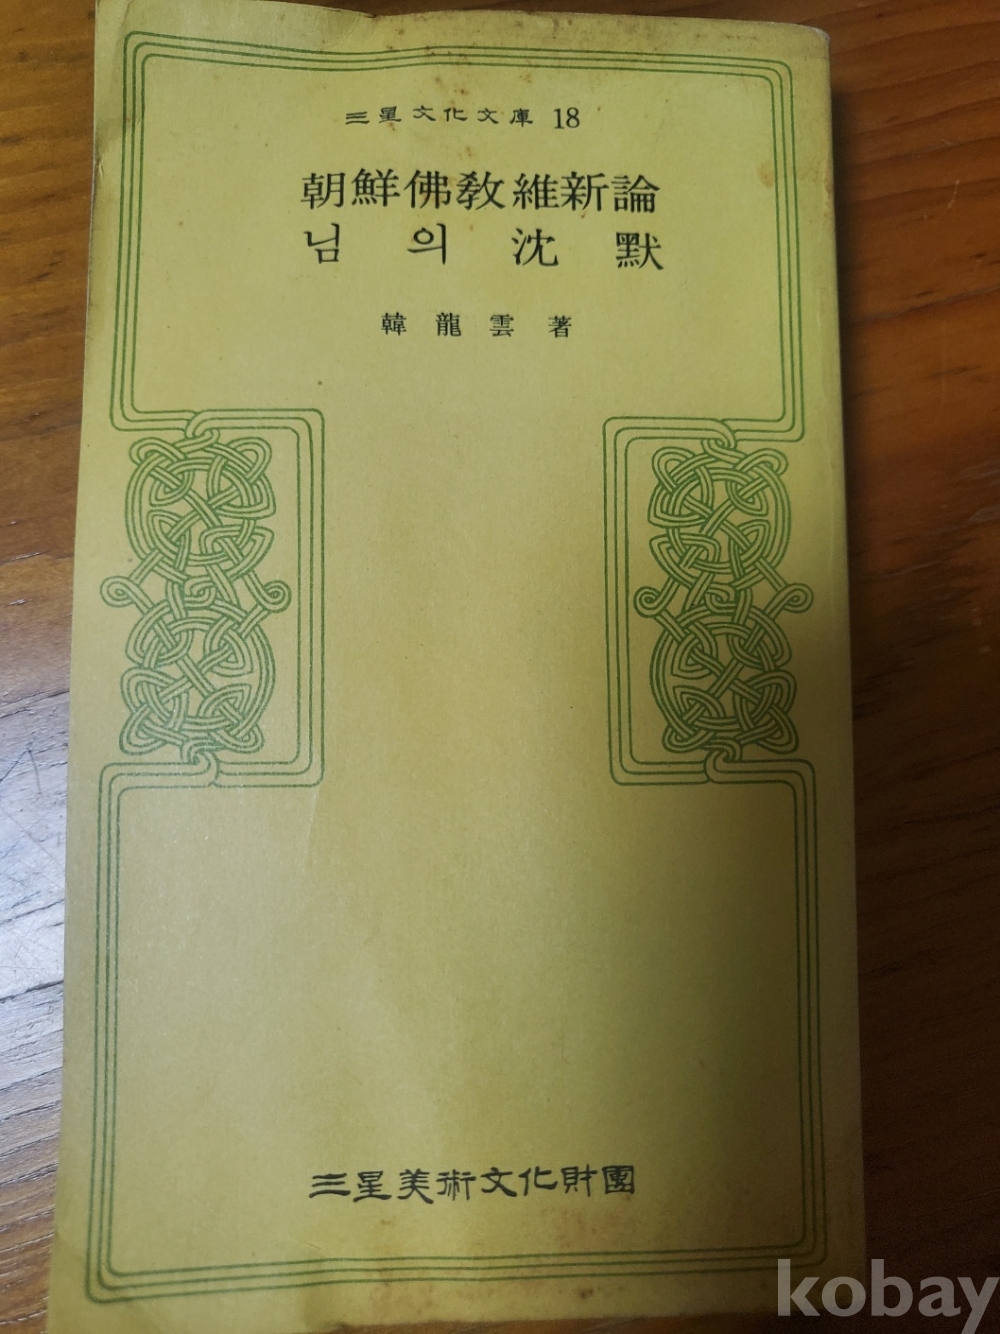 三星文化文庫 18
朝鮮佛敎維新論
님의沈默
韓龍雲著
三星美術文化財團
kobay